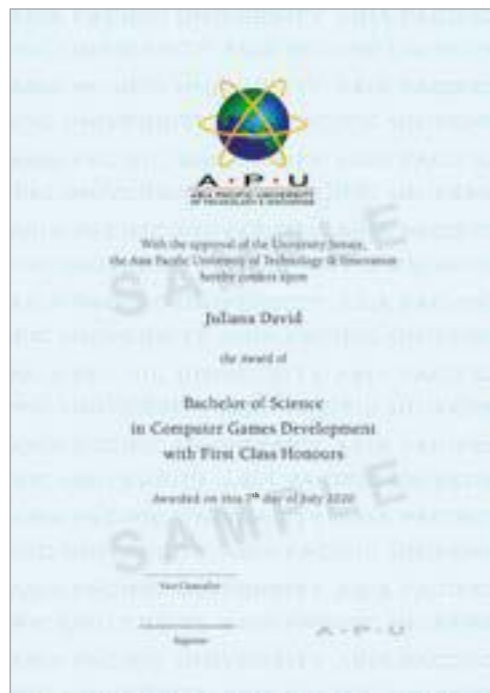 A · P · U
ASIA PACIFIC UNIVERSITY
OF TECHNOLOGY & INNOVATION
With the approval of the University Senate,
the Asia Pacific University of Technology & Innovation
hereby confers upon
Juliana David
the Award of
Bachelor of Science
in Computer Games Development
with First Class Honours
Awarded on this 7th day of July 2020
SAMPLE
SAMPLE
Vice Chancellor
Registrar
A · P · U